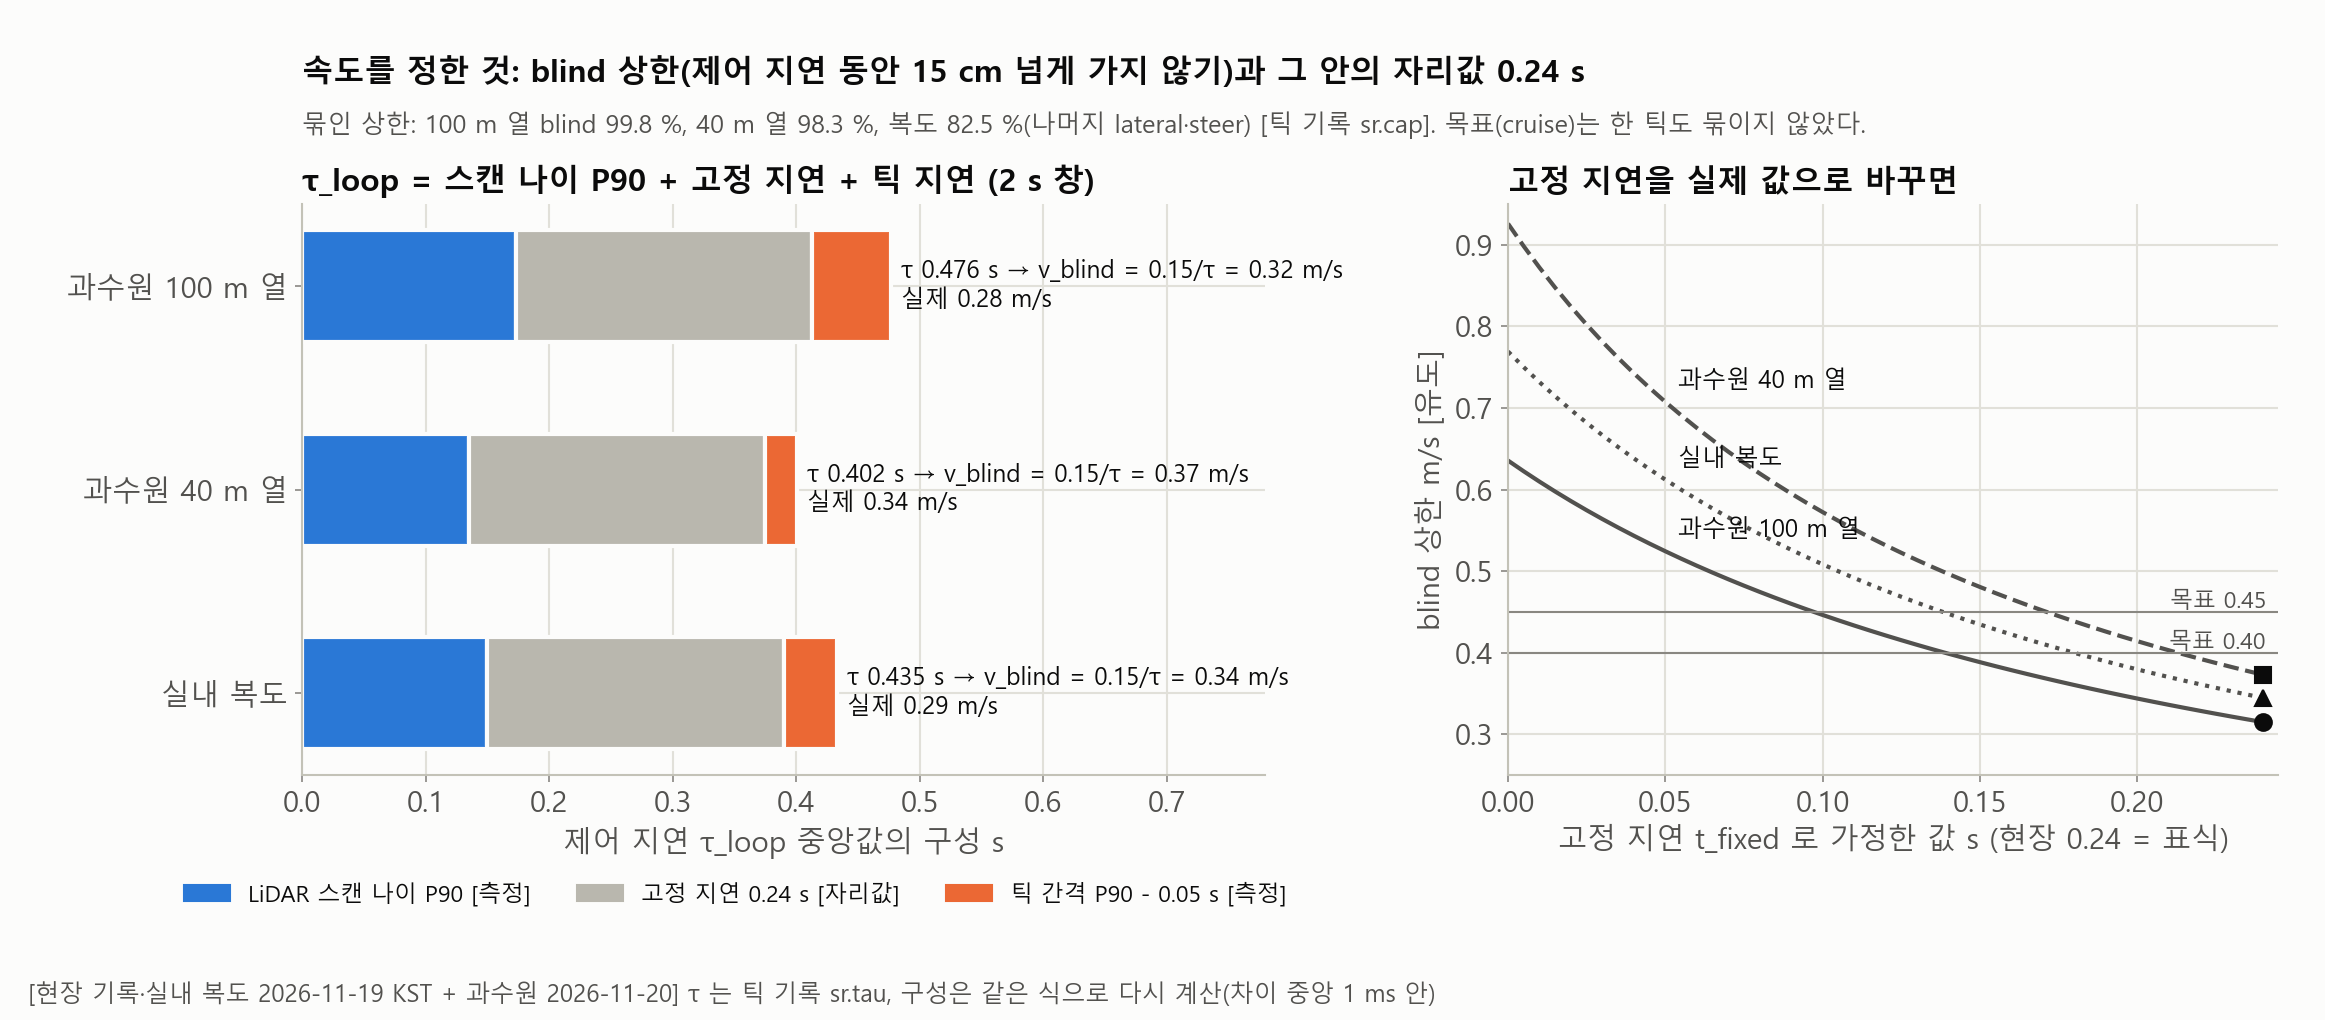 속도를 정한 것: blind 상한(제어 지연 동안 15 cm 넘게 가지 않기)과 그 안의 자리값 0.24 s
묶인 상한: 100 m 열 blind 99.8 %, 40 m 열 98.3 %, 복도 82.5 %(나머지 lateral·steer) [틱 기록 sr.cap]. 목표(cruise)는 한 틱도 묶이지 않았다.
τ_loop = 스캔 나이 P90 + 고정 지연 + 틱 지연 (2 s 창)
과수원 100 m 열
τ 0.476 s → v_blind = 0.15/τ = 0.32 m/s
실제 0.28 m/s
과수원 40 m 열
τ 0.402 s → v_blind = 0.15/τ = 0.37 m/s
실제 0.34 m/s
실내 복도
τ 0.435 s → v_blind = 0.15/τ = 0.34 m/s
실제 0.29 m/s
0.0 0.1 0.2 0.3 0.4 0.5 0.6 0.7
제어 지연 τ_loop 중앙값의 구성 s
LiDAR 스캔 나이 P90 [측정] 고정 지연 0.24 s [자리값] 틱 간격 P90 - 0.05 s [측정]
고정 지연을 실제 값으로 바꾸면
blind 상한 m/s [유도]
0.9
0.8
0.7
0.6
0.5
0.4
0.3
과수원 40 m 열
실내 복도
과수원 100 m 열
목표 0.45
목표 0.40
0.00 0.05 0.10 0.15 0.20
고정 지연 t_fixed 로 가정한 값 s (현장 0.24 = 표식)
[현장 기록·실내 복도 2026-11-19 KST + 과수원 2026-11-20] τ 는 틱 기록 sr.tau, 구성은 같은 식으로 다시 계산(차이 중앙 1 ms 안)